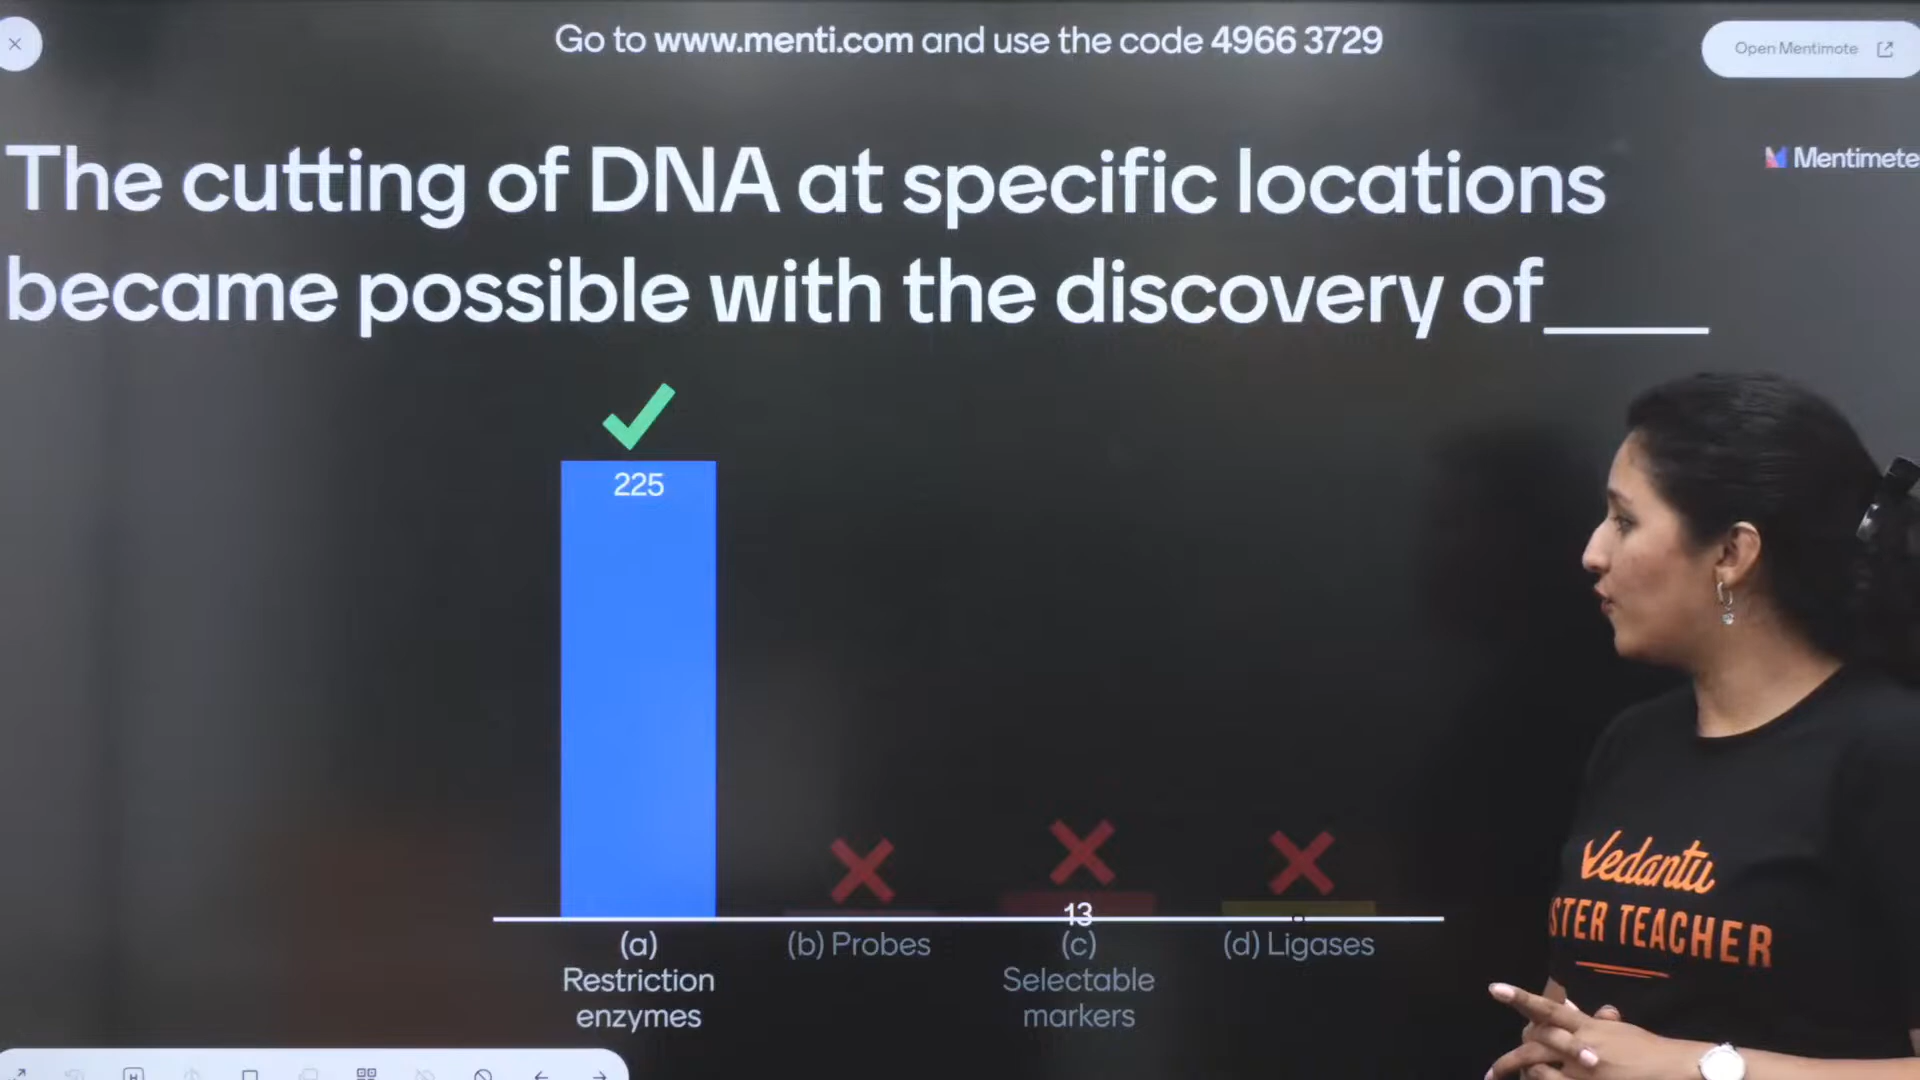 Go to www.menti.com and use the code 4966 3729
Open Mentimote
Mentimete
The cutting of DNA at specific locations
became possible with the discovery of____
225
13
(a)
Restriction
enzymes
(b) Probes
(c)
Selectable
markers
(d) Ligases
Vedantu
STER TEACHER